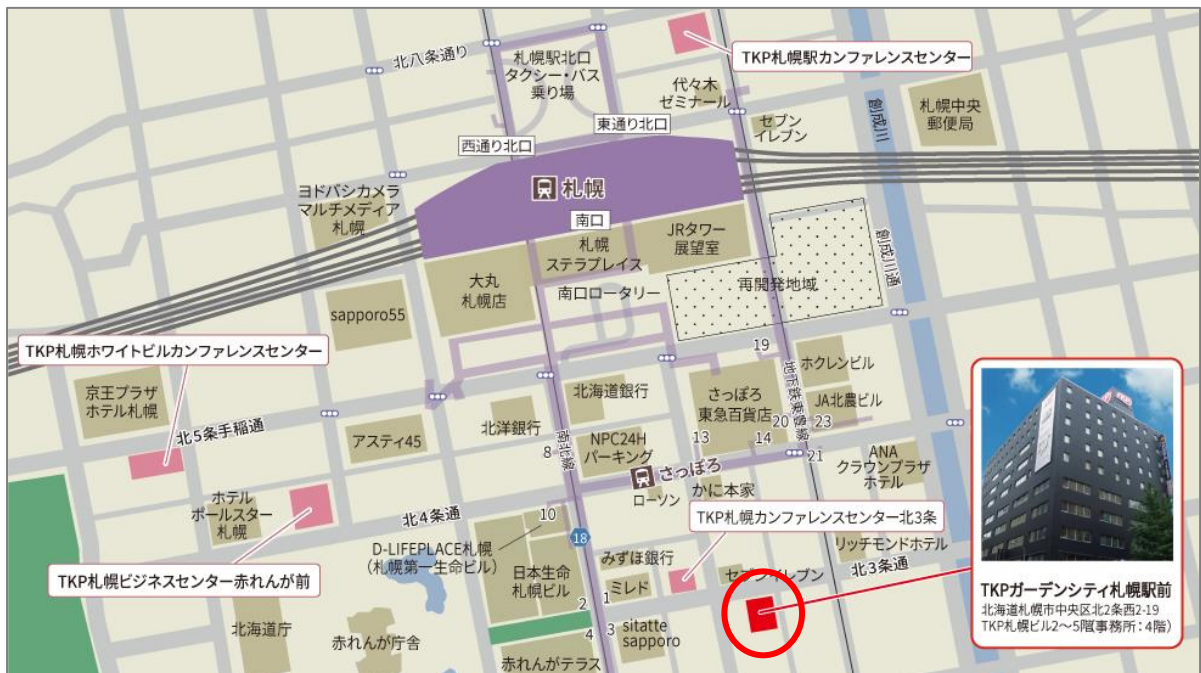 北八条通り
札幌駅北口
タクシー・バス
乗り場
TKP札幌駅カンファレンスセンター
代々木
ゼミナール
セブン
イレブン
創成川
札幌中央
郵便局
東通り北口
西通り北口
ヨドバシカメラ
マルチメディア
札幌
札幌
南口
札幌
ステラプレイス
JRタワー
展望室
大丸
札幌店
南口ロータリー
再開発地域
創成川通
sapporo55
TKP札幌ホワイトビルカンファレンスセンター
19
地下鉄東豊線
ホクレンビル
京王プラザ
ホテル札幌
北5条手稲通
アスティ45
北洋銀行
南北線
北海道銀行
さっぽろ
東急百貨店
JA北農ビル
20
23
8
NPC24H
パーキング
13
14
21
さっぽろ
ANA
クラウンプラザ
ホテル
ローソン
かに本家
ホテル
ポールスター
札幌
北4条通
10
TKP札幌カンファレンスセンター北3条
18
D-LIFEPLACE札幌
(札幌第一生命ビル)
リッチモンドホテル
みずほ銀行
TKP札幌ビジネスセンター赤れんが前
日本生命
札幌ビル
ミレド
セブンイレブン
北3条通
2
1
4
3
sitatte
sapporo
北海道庁
赤れんが庁舎
赤れんがテラス
TKP
TKPガーデンシティ札幌駅前
北海道札幌市中央区北2条西2-19
TKP札幌ビル2〜5階(事務所:4階)